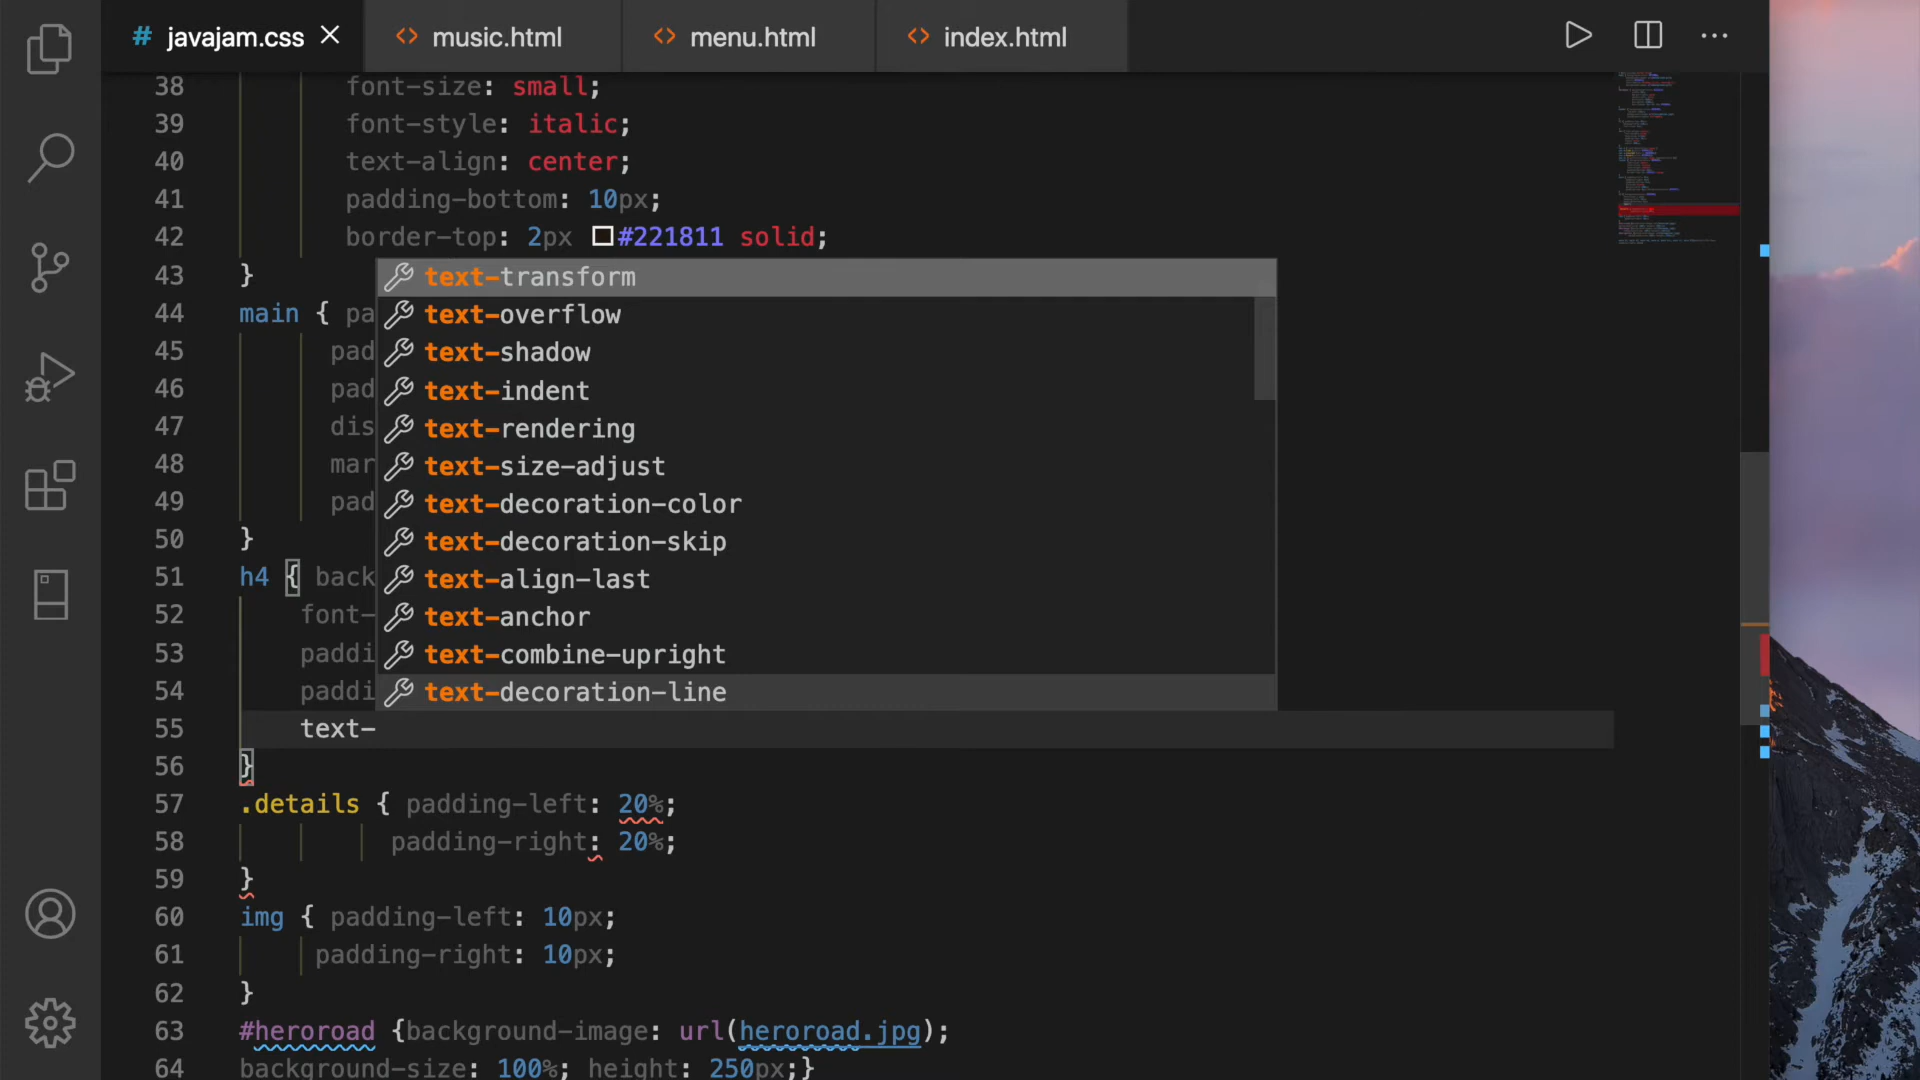 # javajam.css
<> music.html
<> menu.html
<> index.html
38 font-size: small;
39 font-style: italic;
40 text-align: center;
41 padding-bottom: 10px;
42 border-top: 2px #221811 solid;
43 }
44 main { pa
45 pad
46 pad
47 dis
48 mar
49 pad
50 }
51 h4 { back
52 font-
53 paddi
54 paddi
55 text-
text-transform
text-overflow
text-shadow
text-indent
text-rendering
text-size-adjust
text-decoration-color
text-decoration-skip
text-align-last
text-anchor
text-combine-upright
text-decoration-line
56 }
57 .details { padding-left: 20%;
58 padding-right: 20%;
59 }
60 img { padding-left: 10px;
61 padding-right: 10px;
62 }
63 #heroroad {background-image: url(heroroad.jpg);
64 background-size: 100%; height: 250px;}